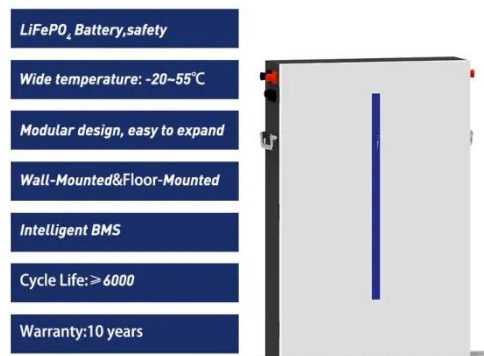 LiFePO₄ Battery,safety
Wide temperature: -20~55℃
Modular design, easy to expand
Wall-Mounted&Floor-Mounted
Intelligent BMS
Cycle Life:≥6000
Warranty:10 years